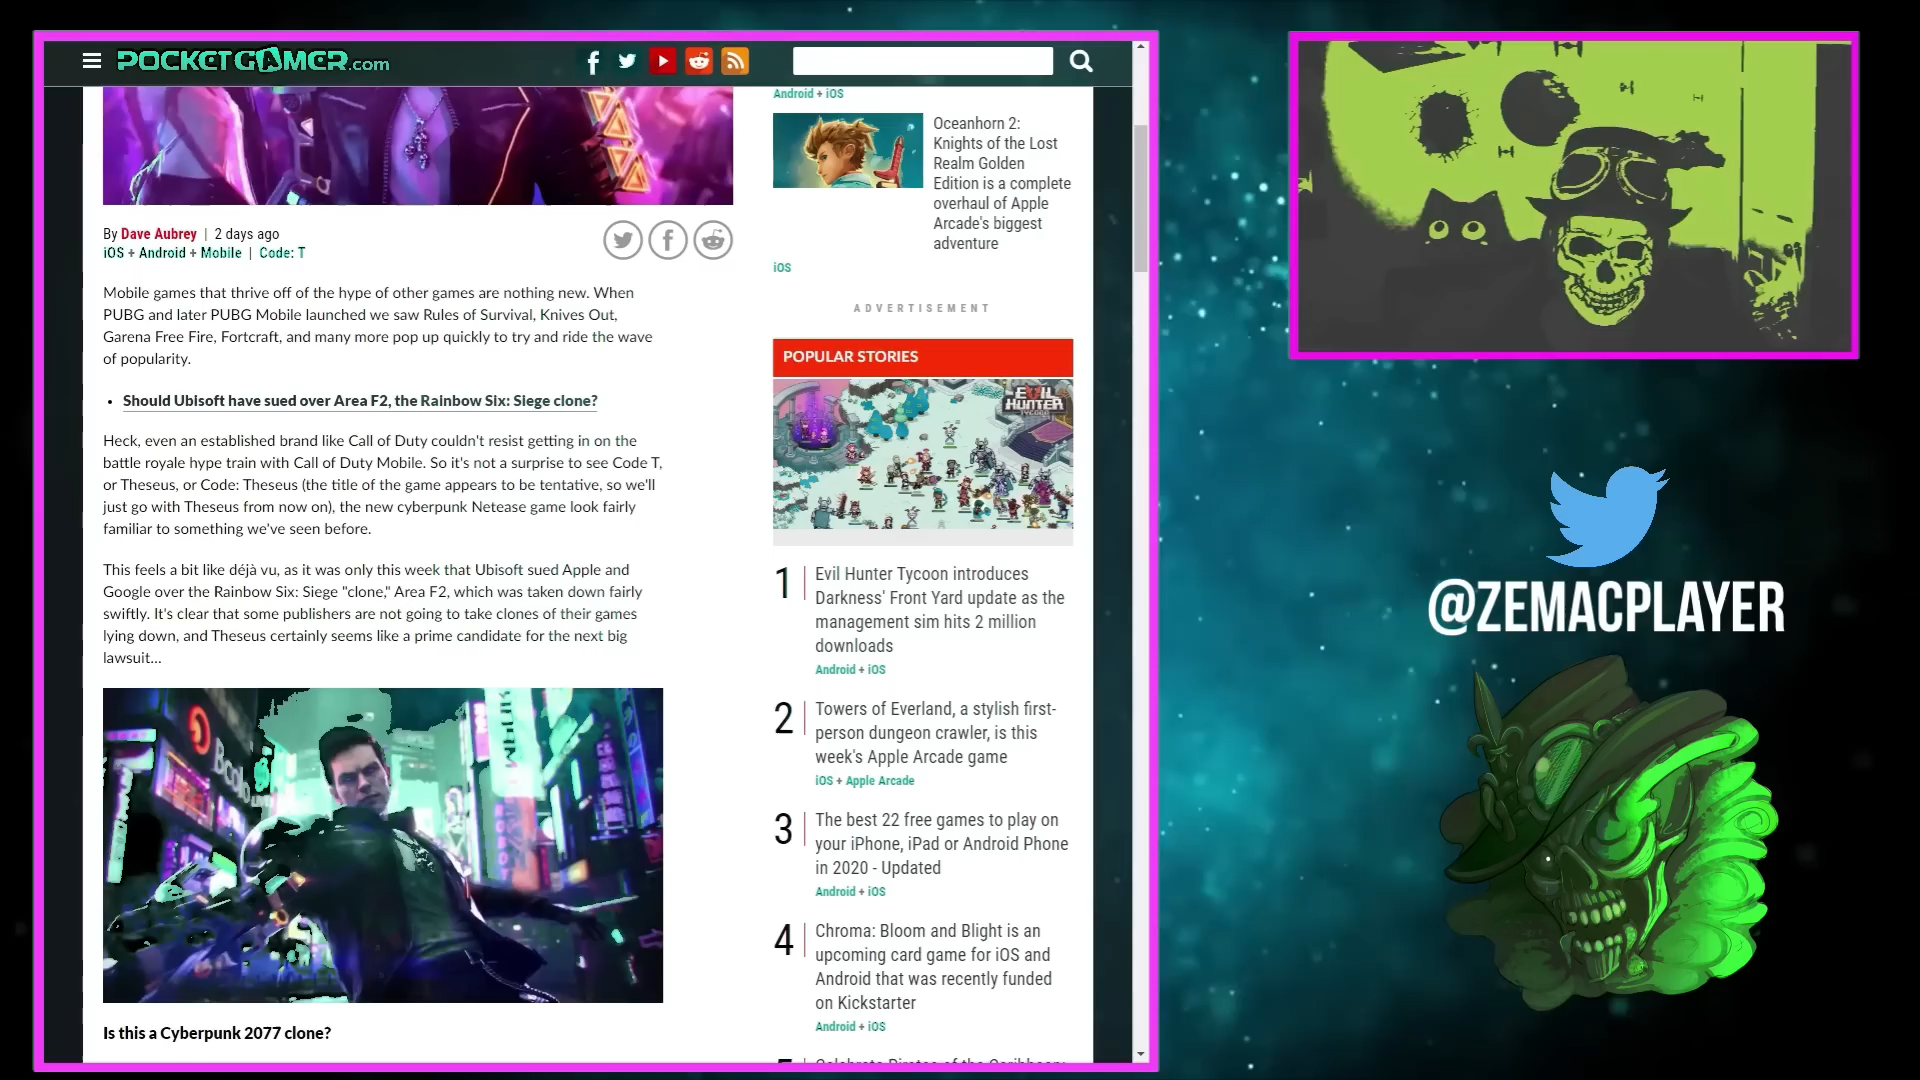 POCKETGAMER.com
By Dave Aubrey | 2 days ago
iOS + Android + Mobile | Code: T
Mobile games that thrive off of the hype of other games are nothing new. When
PUBG and later PUBG Mobile launched we saw Rules of Survival, Knives Out,
Garena Free Fire, Fortcraft, and many more pop up quickly to try and ride the wave
of popularity.
• Should Ubisoft have sued over Area F2, the Rainbow Six: Siege clone?
Heck, even an established brand like Call of Duty couldn't resist getting in on the
battle royale hype train with Call of Duty Mobile. So it's not a surprise to see Code T,
or Theseus, or Code: Theseus (the title of the game appears to be tentative, so we'll
just go with Theseus from now on), the new cyberpunk Netease game look fairly
familiar to something we've seen before.
This feels a bit like déjà vu, as it was only this week that Ubisoft sued Apple and
Google over the Rainbow Six: Siege "clone," Area F2, which was taken down fairly
swiftly. It's clear that some publishers are not going to take clones of their games
lying down, and Theseus certainly seems like a prime candidate for the next big
lawsuit...
Is this a Cyberpunk 2077 clone?
Android + iOS
Oceanhorn 2:
Knights of the Lost
Realm Golden
Edition is a complete
overhaul of Apple
Arcade's biggest
adventure
iOS
ADVERTISEMENT
POPULAR STORIES
EVIL
HUNTER
1
Evil Hunter Tycoon introduces
Darkness' Front Yard update as the
management sim hits 2 million
downloads
Android + iOS
2
Towers of Everland, a stylish first-
person dungeon crawler, is this
week's Apple Arcade game
iOS + Apple Arcade
3
The best 22 free games to play on
your iPhone, iPad or Android Phone
in 2020 - Updated
Android + iOS
4
Chroma: Bloom and Blight is an
upcoming card game for iOS and
Android that was recently funded
on Kickstarter
Android + iOS
@ZEMACPLAYER